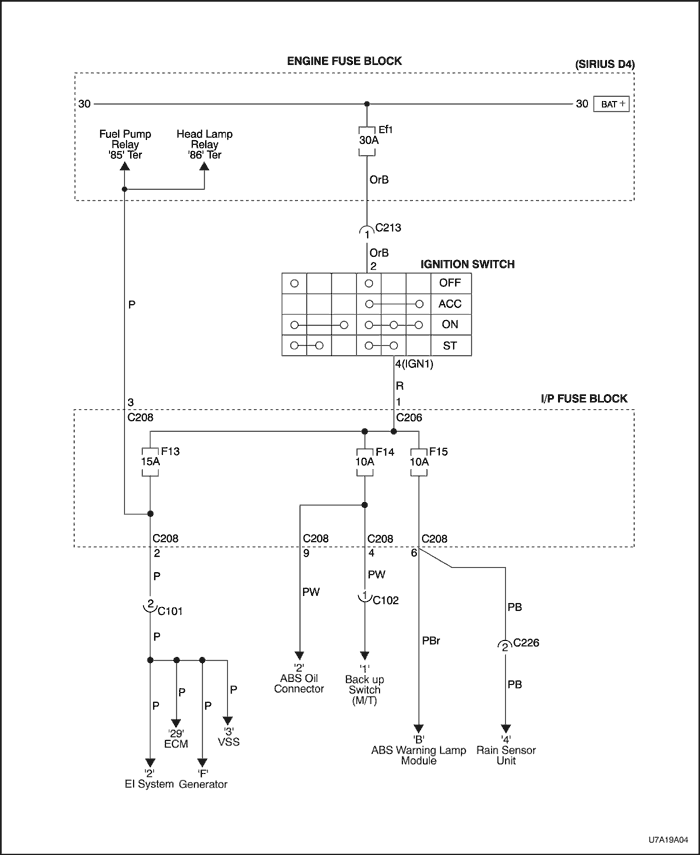 ENGINE FUSE BLOCK
(SIRIUS D4)
30
30
BAT +
Fuel Pump
Relay
'85' Ter
Head Lamp
Relay
'86' Ter
Ef1
30A
OrB
C213
1
OrB
2
IGNITION SWITCH
OFF
ACC
ON
ST
P
4(IGN1)
R
3
1
I/P FUSE BLOCK
C208
C206
F13
15A
F14
10A
F15
10A
C208
C208
C208
C208
2
9
4
6
P
PW
2
C101
PW
1
C102
PB
P
PBr
C226
2
PB
P
P
P
P
'2'
ABS Oil
Connector
'1'
Back up
Switch
(M/T)
'29'
ECM
'3'
VSS
'B'
ABS Warning Lamp
Module
'4'
Rain Sensor
Unit
'2'
EI System
'F'
Generator
U7A19A04